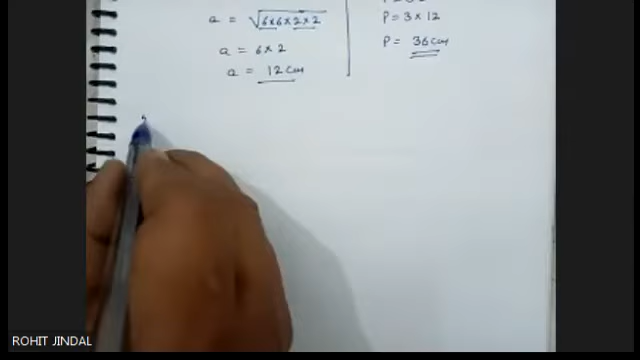 a = √6×6×2×2
a = 6×2
a = 12 cm
P = 3 × 12
P = 36 cm
ROHIT JINDAL